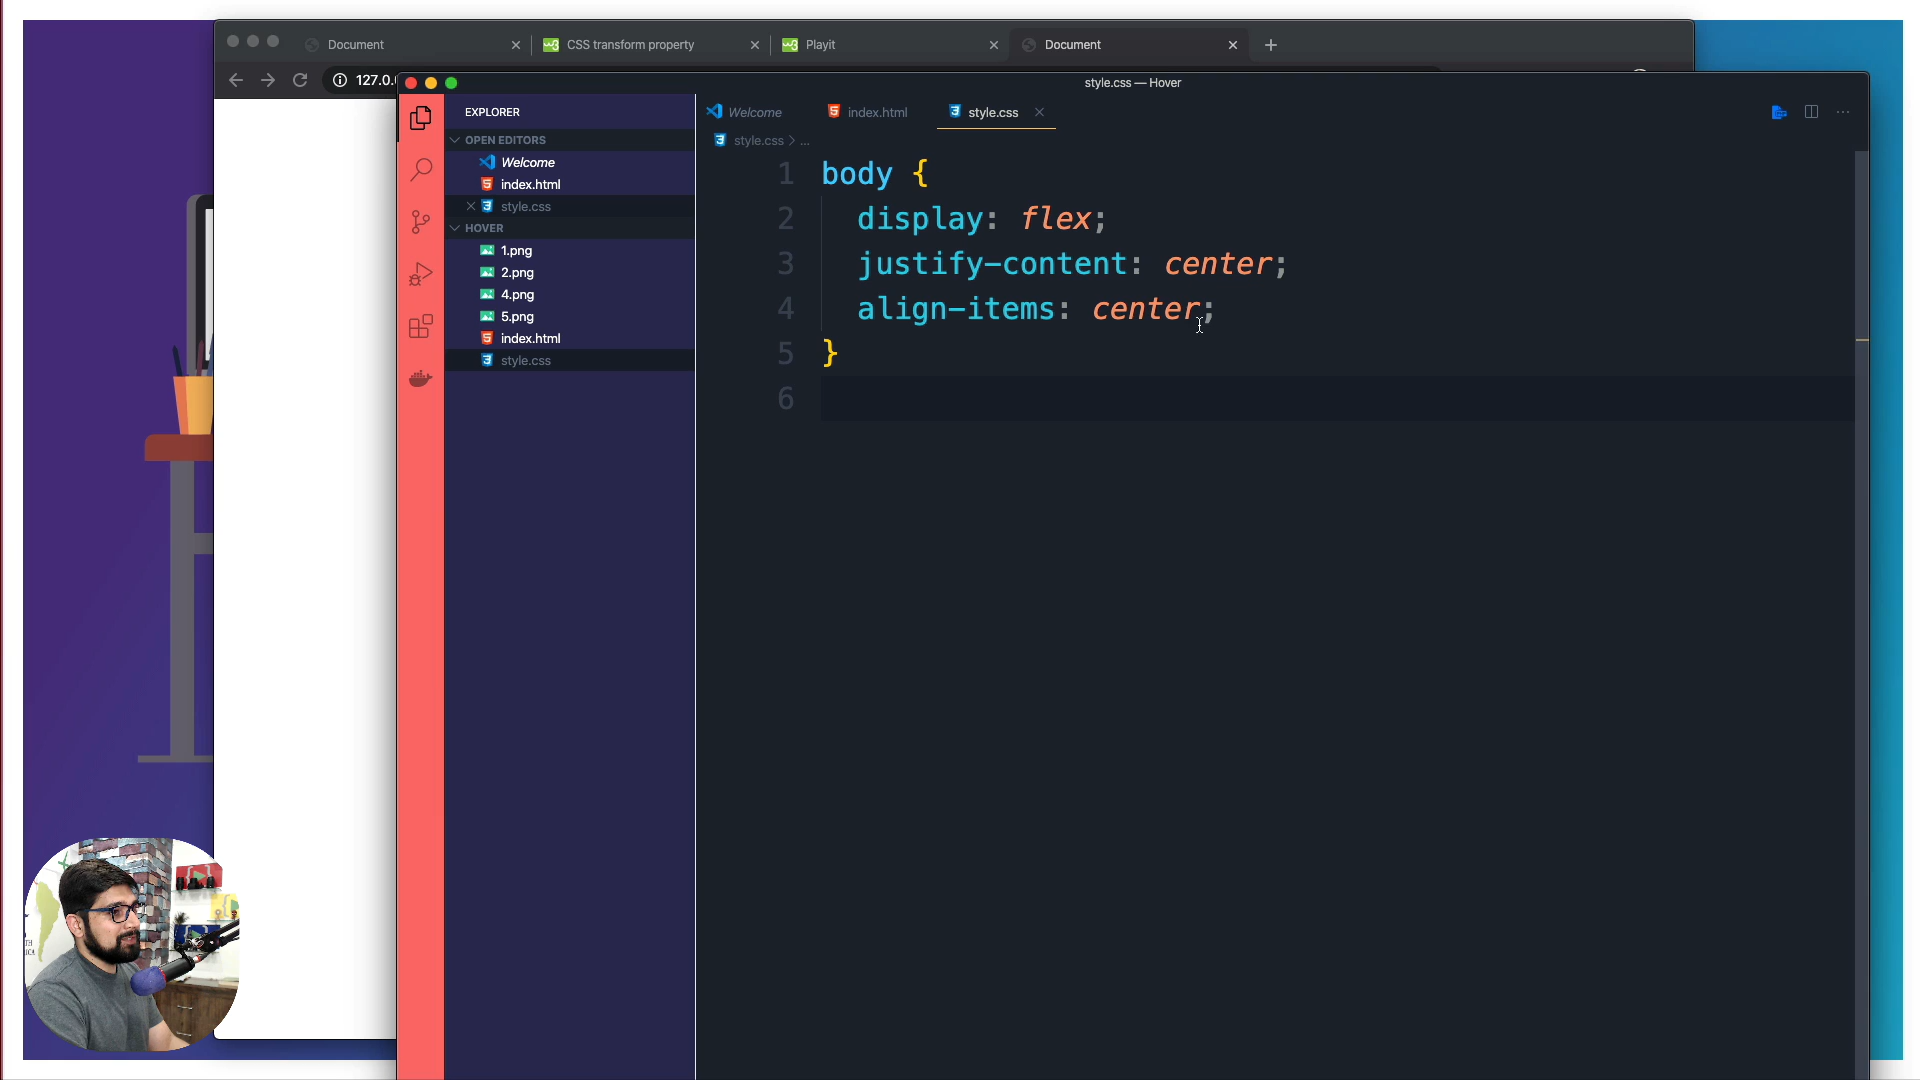 Document
CSS transform property
Playit
Document
127.0.
style.css — Hover
EXPLORER
OPEN EDITORS
Welcome
index.html
style.css
HOVER
1.png
2.png
4.png
5.png
index.html
style.css
Welcome
index.html
style.css
style.css > ...
1 body {
2 display: flex;
3 justify-content: center;
4 align-items: center;
5 }
6